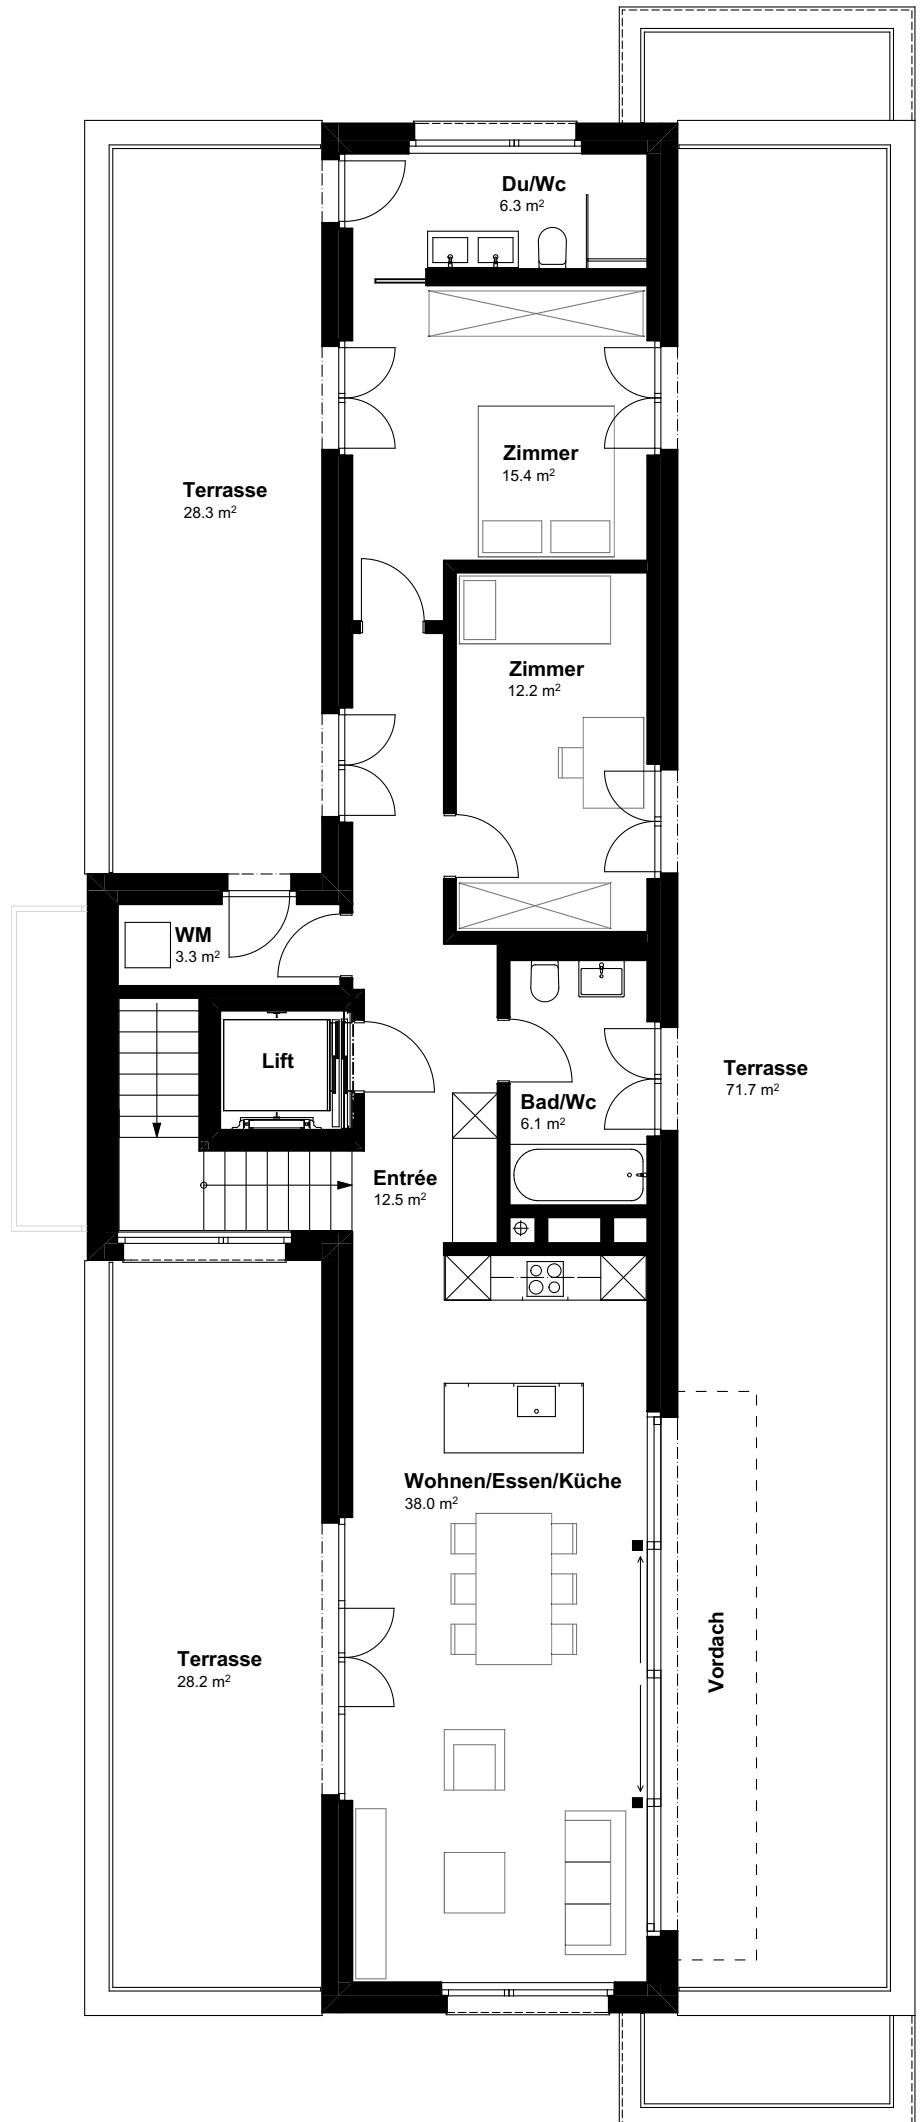 Du/Wc
6.3 m²
Zimmer
15.4 m²
Terrasse
28.3 m²
Zimmer
12.2 m²
WM
3.3 m²
Lift
Terrasse
71.7 m²
Bad/Wc
6.1 m²
Entrée
12.5 m²
Wohnen/Essen/Küche
38.0 m²
Vordach
Terrasse
28.2 m²